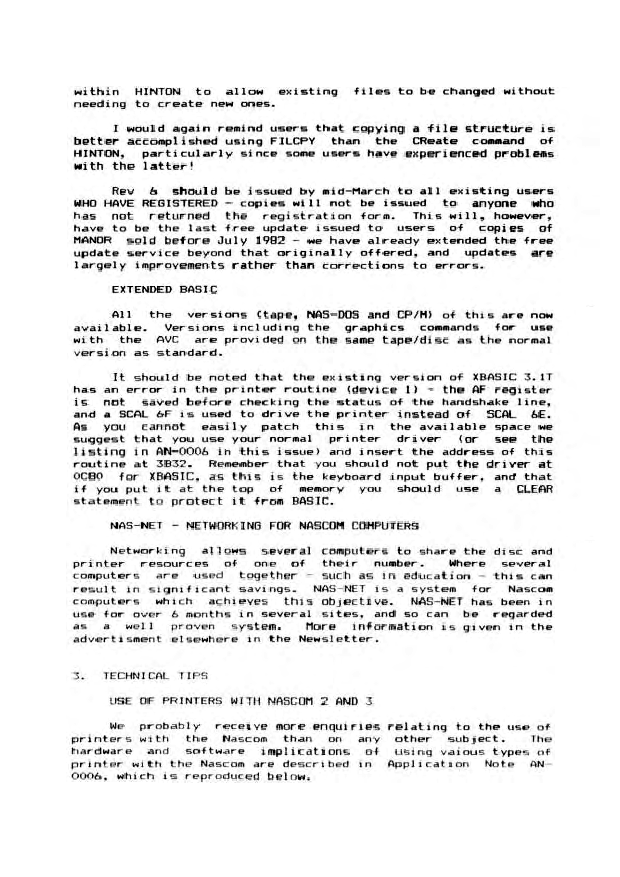 within HINTON to allow existing files to be changed without
needing to create new ones.
I would again remind users that copying a file structure is
better accomplished using FILCPY than the CReate command of
HINTON, particularly since some users have experienced problems
with the latter!
Rev 6 should be issued by mid-March to all existing users
WHO HAVE REGISTERED - copies will not be issued to anyone who
has not returned the registration form. This will, however,
have to be the last free update issued to users of copies of
MANOR sold before July 1982 - we have already extended the free
update service beyond that originally offered, and updates are
largely improvements rather than corrections to errors.
EXTENDED BASIC
All the versions (tape, NAS-DOS and CP/M) of this are now
available. Versions including the graphics commands for use
with the AVC are provided on the same tape/disc as the normal
version as standard.
It should be noted that the existing version of XBASIC 3.1T
has an error in the printer routine (device 1) - the AF register
is not saved before checking the status of the handshake line,
and a SCAL 6F is used to drive the printer instead of SCAL 6E.
As you cannot easily patch this in the available space we
suggest that you use your normal printer driver (or see the
listing in AN-0006 in this issue) and insert the address of this
routine at 3B32. Remember that you should not put the driver at
0C80 for XBASIC, as this is the keyboard input buffer, and that
if you put it at the top of memory you should use a CLEAR
statement to protect it from BASIC.
NAS-NET - NETWORKING FOR NASCOM COMPUTERS
Networking allows several computers to share the disc and
printer resources of one of their number. Where several
computers are used together - such as in education - this can
result in significant savings. NAS-NET is a system for Nascom
computers which achieves this objective. NAS-NET has been in
use for over 6 months in several sites, and so can be regarded
as a well proven system. More information is given in the
advertisment elsewhere in the Newsletter.
3. TECHNICAL TIPS
USE OF PRINTERS WITH NASCOM 2 AND 3
We probably receive more enquiries relating to the use of
printers with the Nascom than on any other subject. The
hardware and software implications of using vaious types of
printer with the Nascom are described in Application Note AN-
0006, which is reproduced below.